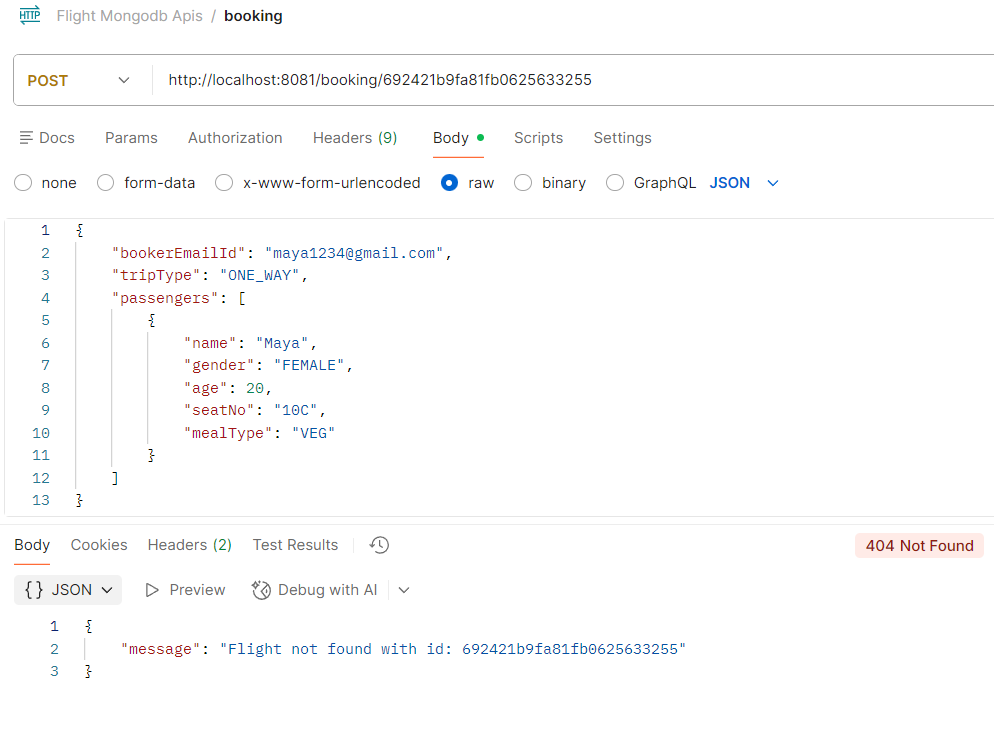 HTTP Flight Mongodb Apis / booking
POST http://localhost:8081/booking/692421b9fa81fb0625633255
Docs Params Authorization Headers (9) Body Scripts Settings
none form-data x-www-form-urlencoded raw binary GraphQL JSON
1 {
2 "bookerEmailId": "maya1234@gmail.com",
3 "tripType": "ONE_WAY",
4 "passengers": [
5 {
6 "name": "Maya",
7 "gender": "FEMALE",
8 "age": 20,
9 "seatNo": "10C",
10 "mealType": "VEG"
11 }
12 ]
13 }
Body Cookies Headers (2) Test Results 404 Not Found
{} JSON Preview Debug with AI
1 {
2 "message": "Flight not found with id: 692421b9fa81fb0625633255"
3 }